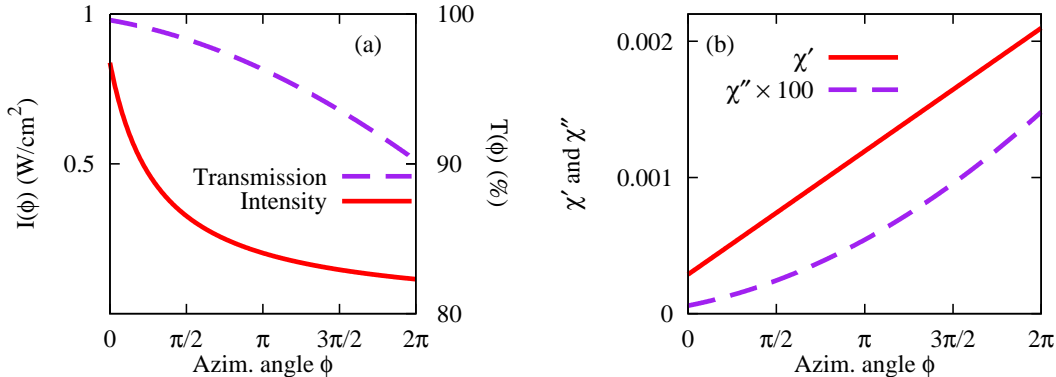 1
0.5
I(ϕ) (W/cm²)
(a)
Transmission
Intensity
100
90
80
T(ϕ) (%)
0 π/2 π 3π/2 2π
Azim. angle ϕ
0.002
0.001
0
χ′ and χ″
(b)
χ′
χ″ × 100
0 π/2 π 3π/2 2π
Azim. angle ϕ